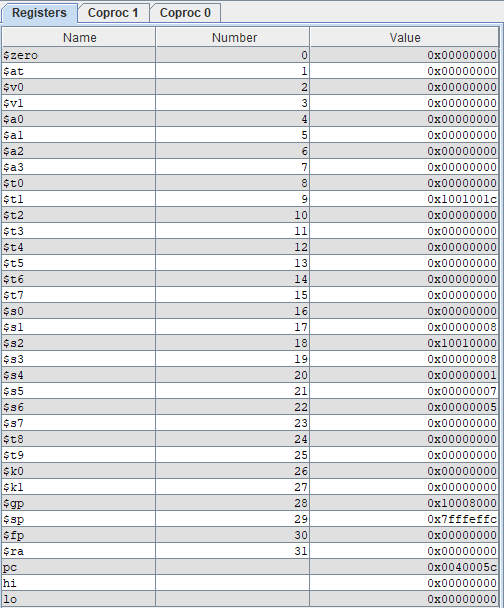 Registers Coproc 1 Coproc 0
Name Number Value
$zero 0 0x00000000
$at 1 0x00000000
$v0 2 0x00000000
$v1 3 0x00000000
$a0 4 0x00000000
$a1 5 0x00000000
$a2 6 0x00000000
$a3 7 0x00000000
$t0 8 0x00000000
$t1 9 0x1001001c
$t2 10 0x00000000
$t3 11 0x00000000
$t4 12 0x00000000
$t5 13 0x00000000
$t6 14 0x00000000
$t7 15 0x00000000
$s0 16 0x00000000
$s1 17 0x00000008
$s2 18 0x10010000
$s3 19 0x00000008
$s4 20 0x00000001
$s5 21 0x00000007
$s6 22 0x00000005
$s7 23 0x00000000
$t8 24 0x00000000
$t9 25 0x00000000
$k0 26 0x00000000
$k1 27 0x00000000
$gp 28 0x10008000
$sp 29 0x7fffeffc
$fp 30 0x00000000
$ra 31 0x00000000
pc 0x0040005c
hi 0x00000000
lo 0x00000000